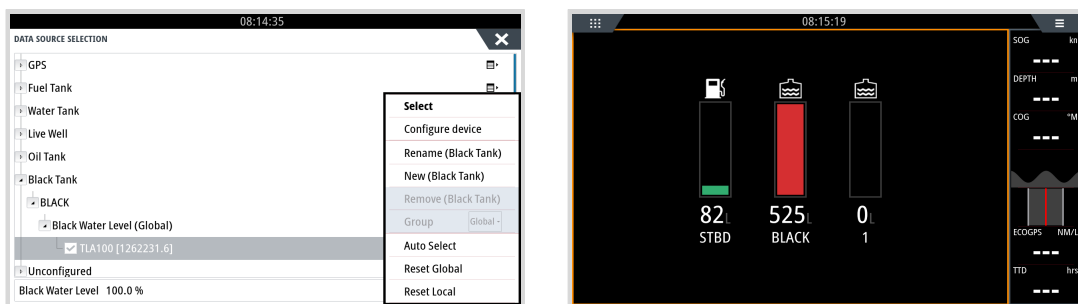 08:14:35
DATA SOURCE SELECTION
GPS
Fuel Tank
Water Tank
Live Well
Oil Tank
Black Tank
BLACK
Black Water Level (Global)
TLA100 [1262231.6]
Unconfigured
Black Water Level 100.0 %
Select
Configure device
Rename (Black Tank)
New (Black Tank)
Remove (Black Tank)
Group Global
Auto Select
Reset Global
Reset Local
08:15:19
82L
STBD
525L
BLACK
0L
1
SOG kn
---
DEPTH m
---
COG °M
---
ECOGPS NM/L
---
TTD hrs
---